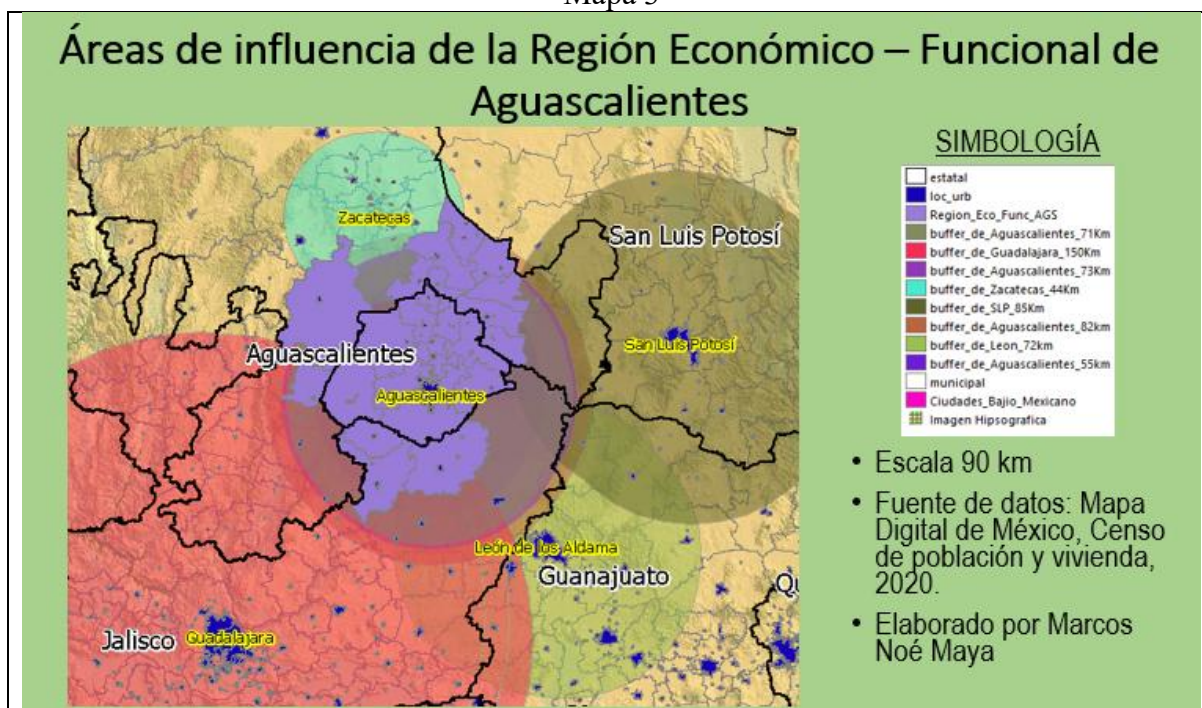 Mapa 3
Áreas de influencia de la Región Económico – Funcional de
Aguascalientes
Zacatecas
San Luis Potosí
San Luis Potosí
Aguascalientes
Aguascalientes
León de los Aldama
Guanajuato
Qu
Jalisco
Guadalajara
SIMBOLOGÍA
estatal
loc_urb
Region_Eco_Func_AGS
buffer_de_Aguascalientes_71Km
buffer_de_Guadalajara_150Km
buffer_de_Aguascalientes_73Km
buffer_de_Zacatecas_44Km
buffer_de_SLP_85Km
buffer_de_Aguascalientes_82km
buffer_de_Leon_72km
buffer_de_Aguascalientes_55km
municipal
Ciudades_Bajio_Mexicano
Imagen Hipsografica
• Escala 90 km
• Fuente de datos: Mapa
Digital de México, Censo
de población y vivienda,
2020.
• Elaborado por Marcos
Noé Maya